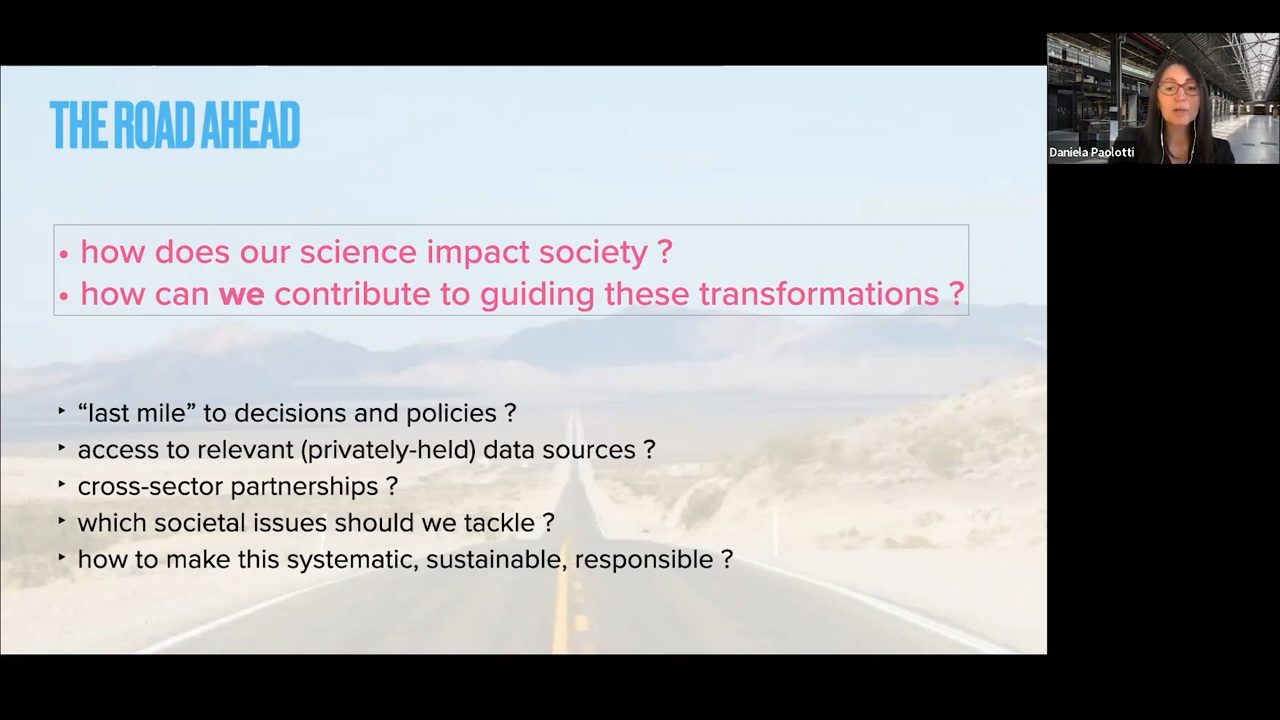 THE ROAD AHEAD
• how does our science impact society ?
• how can we contribute to guiding these transformations ?
‣ “last mile” to decisions and policies ?
‣ access to relevant (privately-held) data sources ?
‣ cross-sector partnerships ?
‣ which societal issues should we tackle ?
‣ how to make this systematic, sustainable, responsible ?
Daniela Paolotti